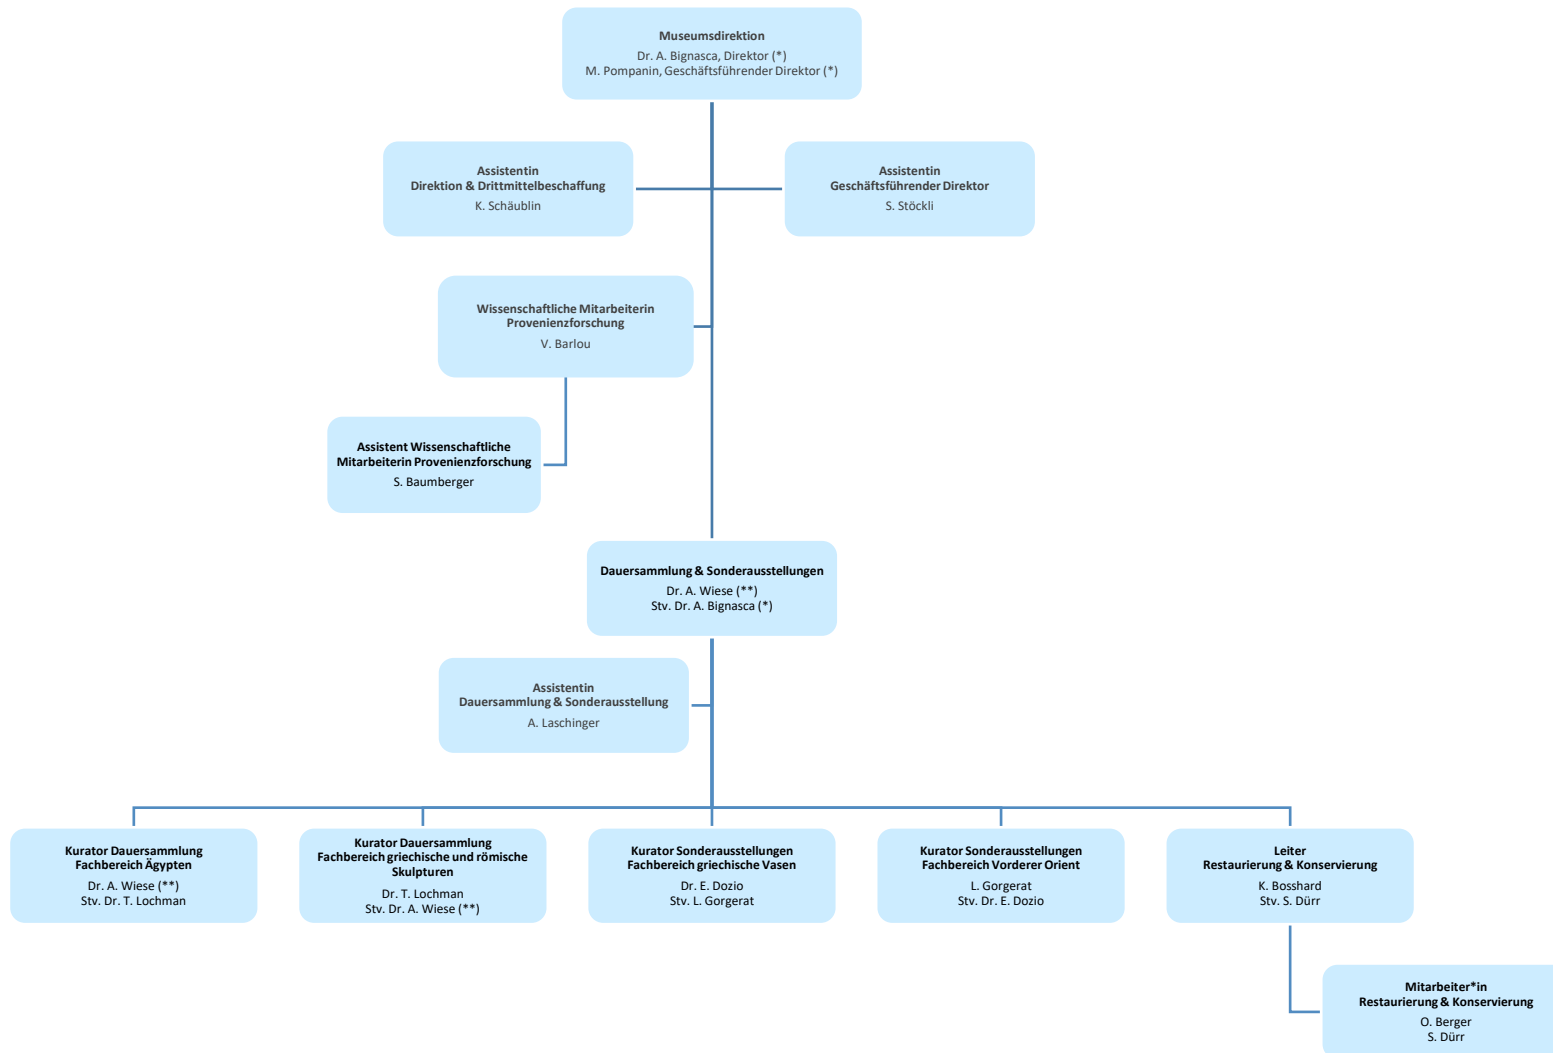 Museumsdirektion
Dr. A. Bignasca, Direktor (*)
M. Pompanin, Geschäftsführender Direktor (*)
Assistentin
Direktion & Drittmittelbeschaffung
K. Schäublin
Assistentin
Geschäftsführender Direktor
S. Stöckli
Wissenschaftliche Mitarbeiterin
Provenienzforschung
V. Barlou
Assistent Wissenschaftliche
Mitarbeiterin Provenienzforschung
S. Baumberger
Dauersammlung & Sonderausstellungen
Dr. A. Wiese (**)
Stv. Dr. A. Bignasca (*)
Assistentin
Dauersammlung & Sonderausstellung
A. Laschinger
Kurator Dauersammlung
Fachbereich Ägypten
Dr. A. Wiese (**)
Stv. Dr. T. Lochman
Kurator Dauersammlung
Fachbereich griechische und römische
Skulpturen
Dr. T. Lochman
Stv. Dr. A. Wiese (**)
Kurator Sonderausstellungen
Fachbereich griechische Vasen
Dr. E. Dozio
Stv. L. Gorgerat
Kurator Sonderausstellungen
Fachbereich Vorderer Orient
L. Gorgerat
Stv. Dr. E. Dozio
Leiter
Restaurierung & Konservierung
K. Bosshard
Stv. S. Dürr
Mitarbeiter*in
Restaurierung & Konservierung
O. Berger
S. Dürr